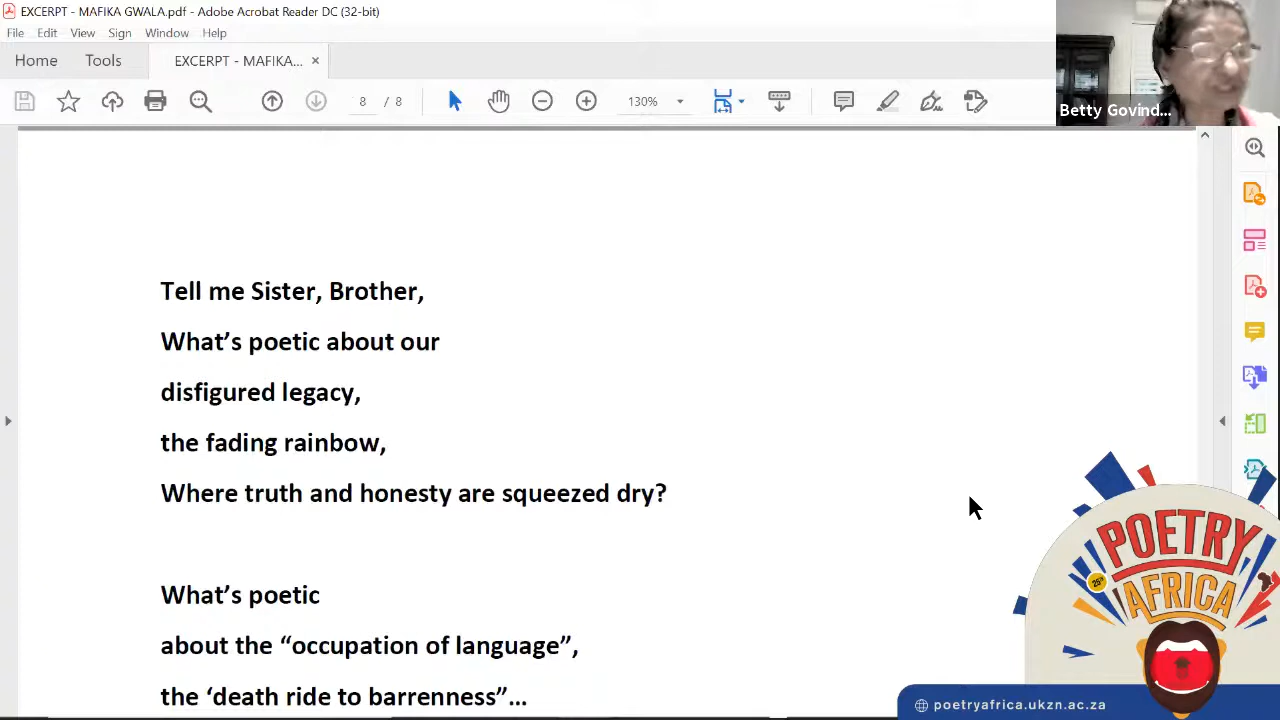 EXCERPT - MAFIKA GWALA.pdf - Adobe Acrobat Reader DC (32-bit)
File Edit View Sign Window Help
Home Tools EXCERPT - MAFIKA... ×
8 / 8 130%
Betty Govind...
Tell me Sister, Brother,
What’s poetic about our
disfigured legacy,
the fading rainbow,
Where truth and honesty are squeezed dry?
What’s poetic
about the “occupation of language”,
the ‘death ride to barrenness”...
POETRY
25TH
AFRICA
poetryafrica.ukzn.ac.za